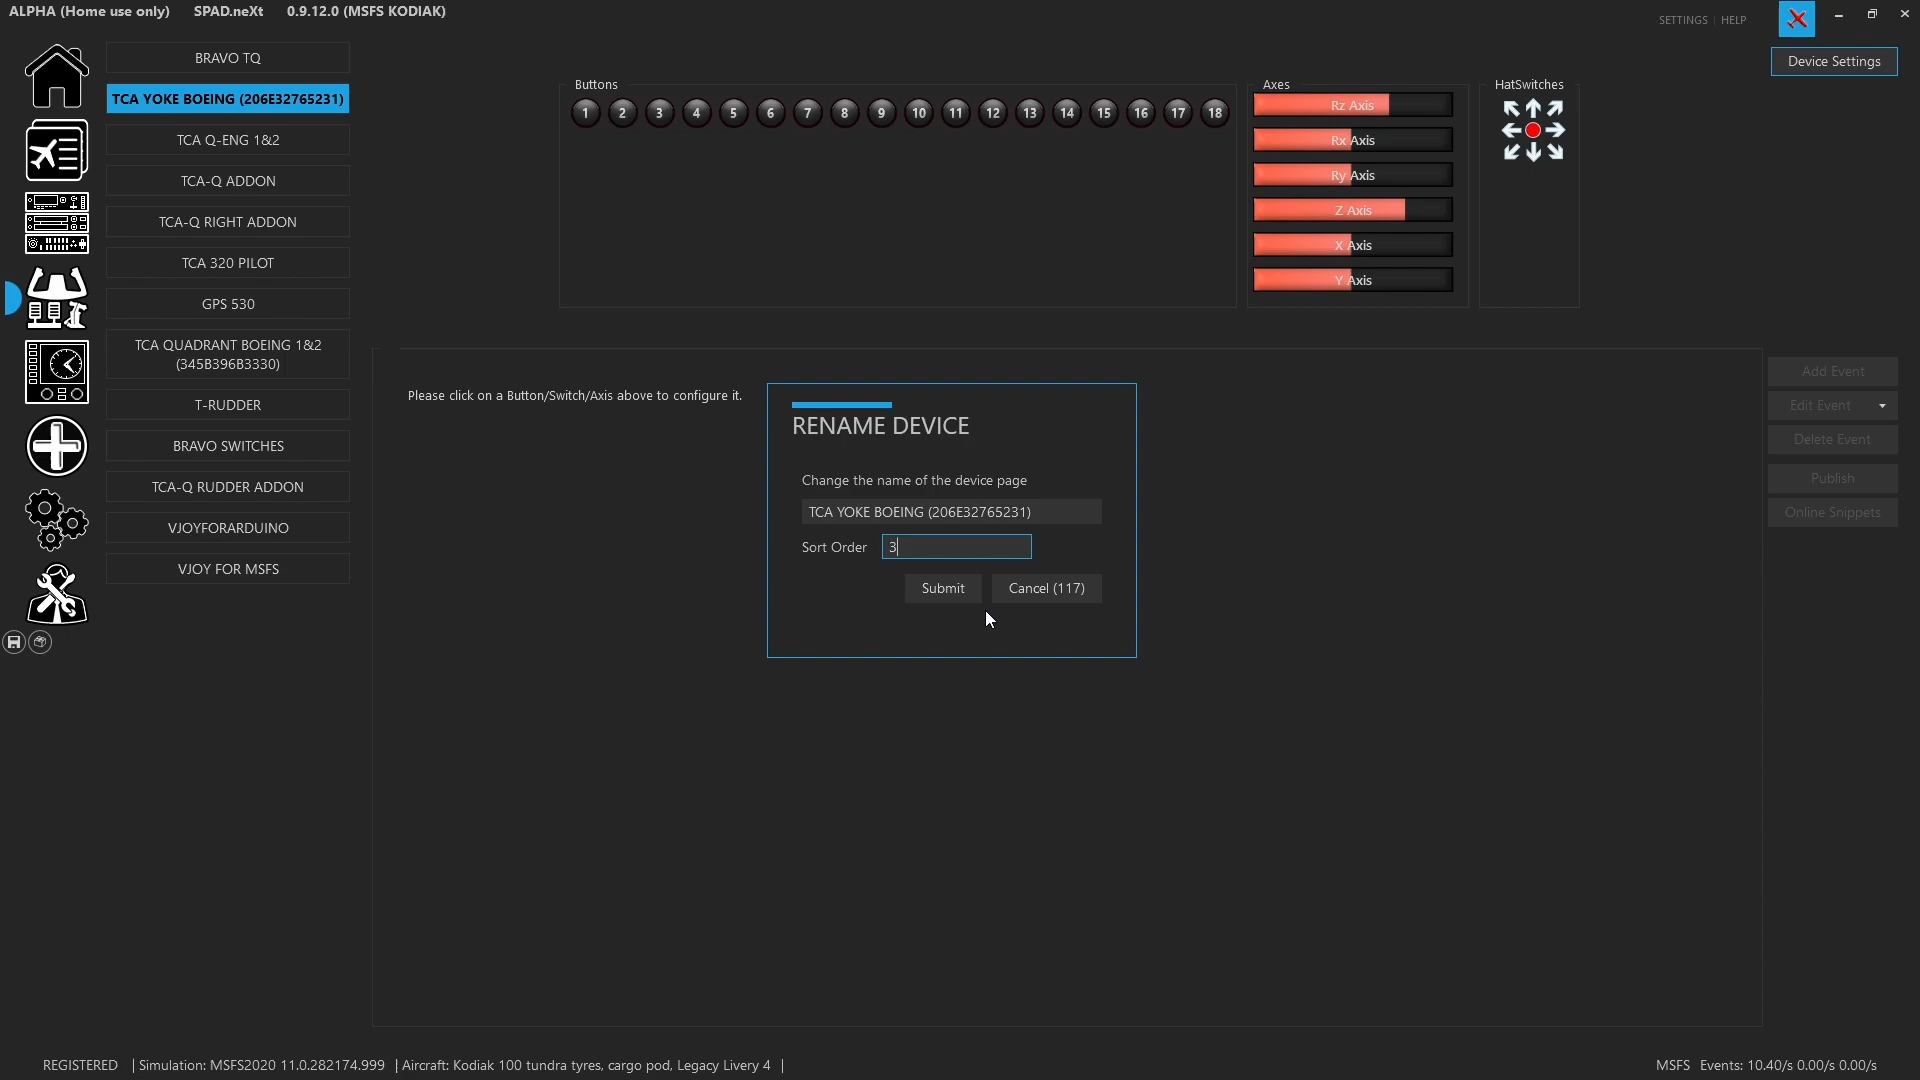 ALPHA (Home use only) SPAD.neXt 0.9.12.0 (MSFS KODIAK)
SETTINGS | HELP
Device Settings
BRAVO TQ
TCA YOKE BOEING (206E32765231)
TCA Q-ENG 1&2
TCA-Q ADDON
TCA-Q RIGHT ADDON
TCA 320 PILOT
GPS 530
TCA QUADRANT BOEING 1&2
(345B396B3330)
T-RUDDER
BRAVO SWITCHES
TCA-Q RUDDER ADDON
VJOYFORARDUINO
VJOY FOR MSFS
Buttons
1 2 3 4 5 6 7 8 9 10 11 12 13 14 15 16 17 18
Axes
Rz Axis
Rx Axis
Ry Axis
Z Axis
X Axis
Y Axis
HatSwitches
Please click on a Button/Switch/Axis above to configure it.
RENAME DEVICE
Change the name of the device page
TCA YOKE BOEING (206E32765231)
Sort Order 3
Submit Cancel (117)
Add Event
Edit Event
Delete Event
Publish
Online Snippets
REGISTERED | Simulation: MSFS2020 11.0.282174.999 | Aircraft: Kodiak 100 tundra tyres, cargo pod, Legacy Livery 4 |
MSFS Events: 10.40/s 0.00/s 0.00/s